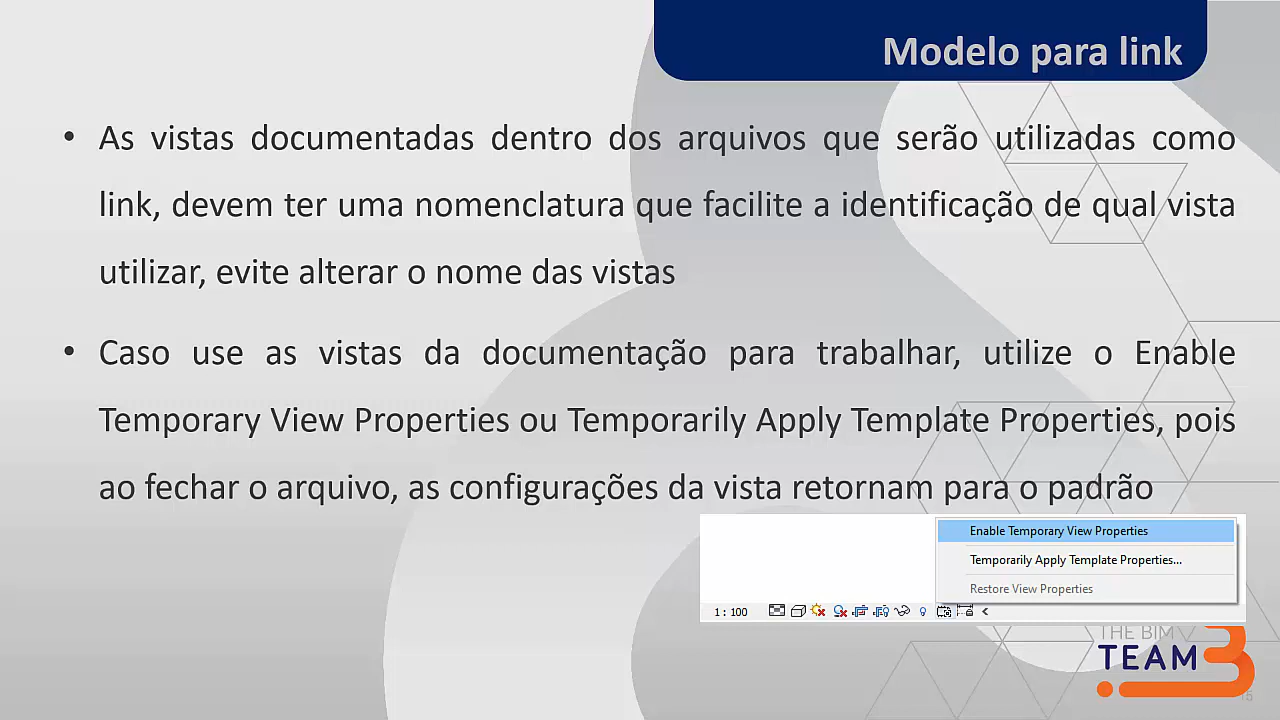 Modelo para link
• As vistas documentadas dentro dos arquivos que serão utilizadas como
link, devem ter uma nomenclatura que facilite a identificação de qual vista
utilizar, evite alterar o nome das vistas
• Caso use as vistas da documentação para trabalhar, utilize o Enable
Temporary View Properties ou Temporarily Apply Template Properties, pois
ao fechar o arquivo, as configurações da vista retornam para o padrão
Enable Temporary View Properties
Temporarily Apply Template Properties...
Restore View Properties
1 : 100
THE BIM
TEAM